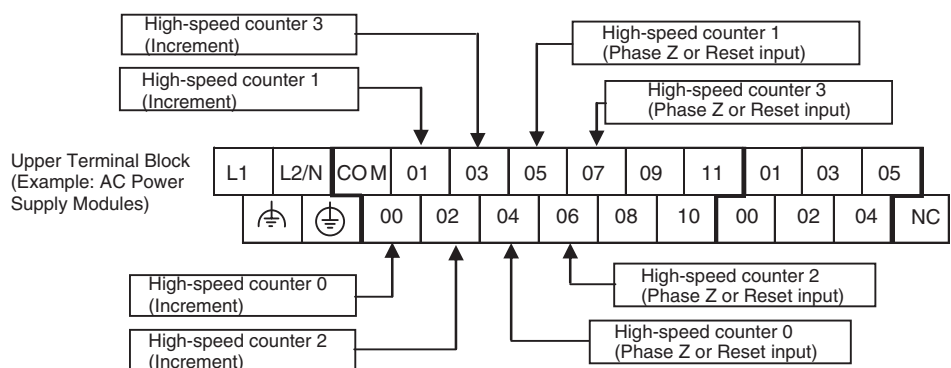 High-speed counter 3
(Increment)
High-speed counter 1
(Phase Z or Reset input)
High-speed counter 1
(Increment)
High-speed counter 3
(Phase Z or Reset input)
Upper Terminal Block
(Example: AC Power
Supply Modules)
L1 L2/N COM 01 03 05 07 09 11 01 03 05
00 02 04 06 08 10 00 02 04 NC
High-speed counter 0
(Increment)
High-speed counter 2
(Phase Z or Reset input)
High-speed counter 2
(Increment)
High-speed counter 0
(Phase Z or Reset input)